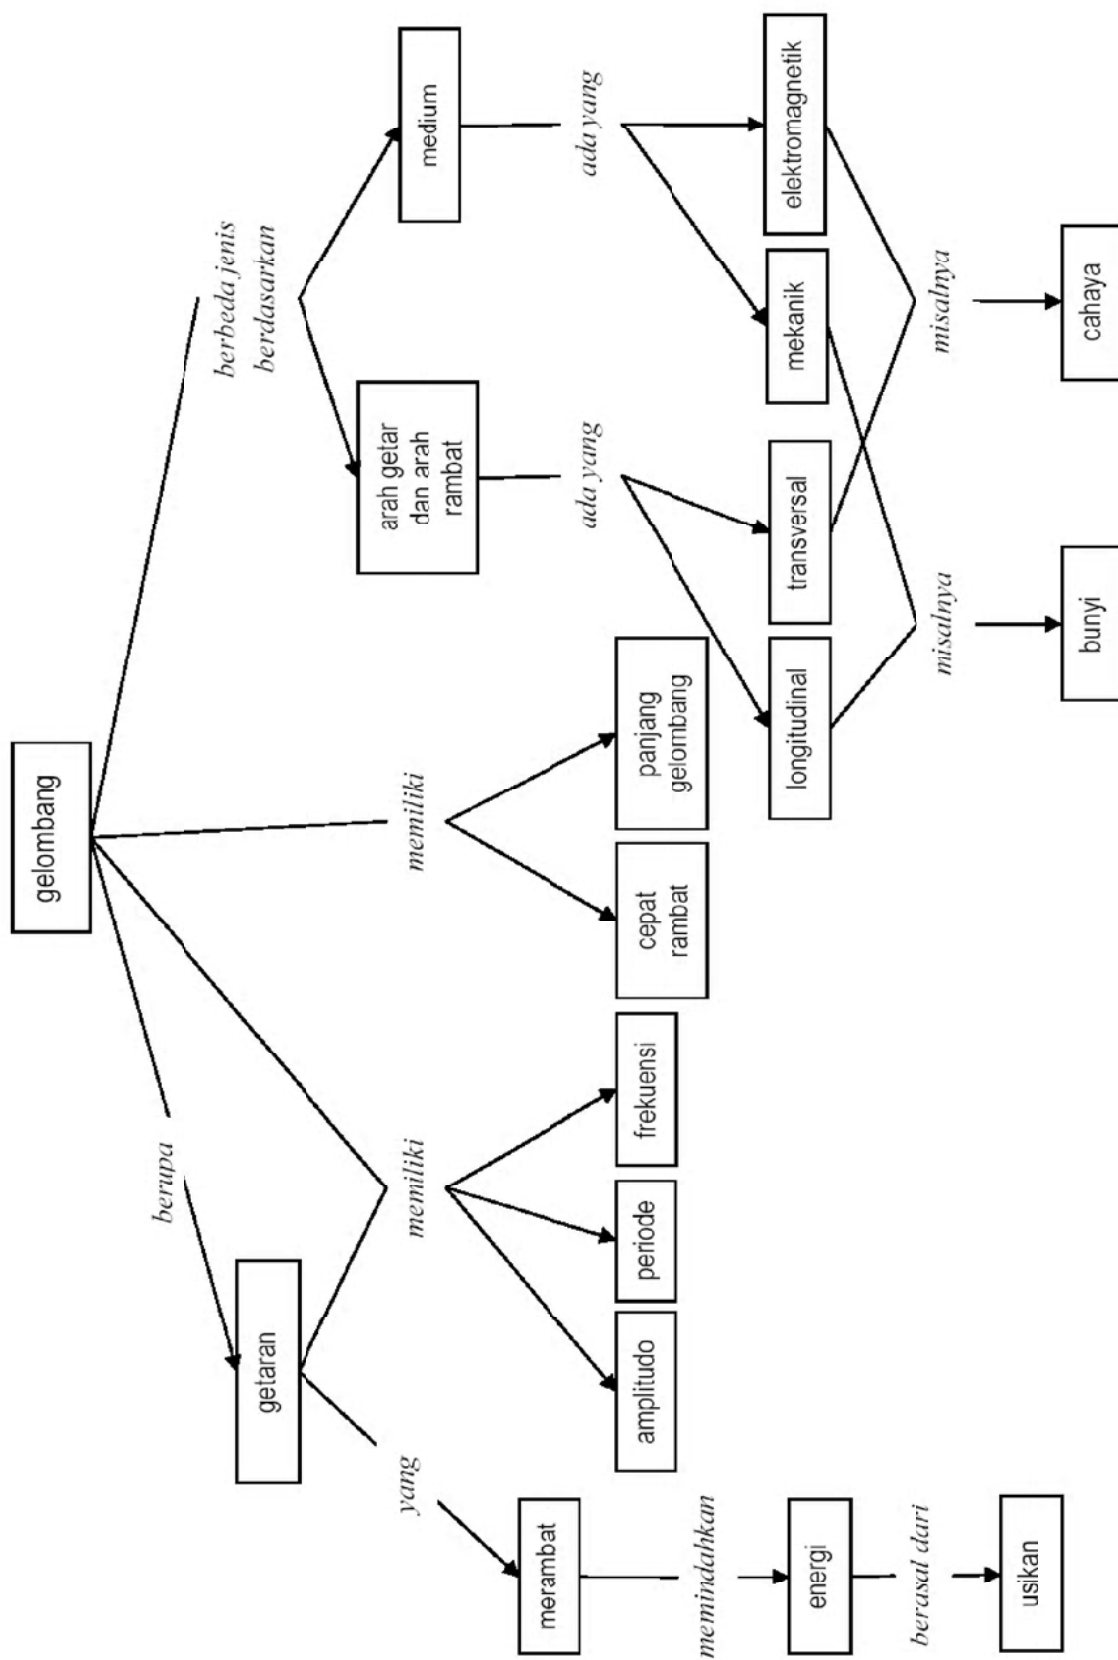 gelombang
berupa
berbeda jenis
berdasarkan
getaran
yang
memiliki
memiliki
arah getar
dan arah
rambat
medium
merambat
ada yang
ada yang
memindahkan
amplitudo
periode
frekuensi
cepat
rambat
panjang
gelombang
longitudinal
transversal
mekanik
elektromagnetik
energi
berasal dari
misalnya
misalnya
usikan
bunyi
cahaya